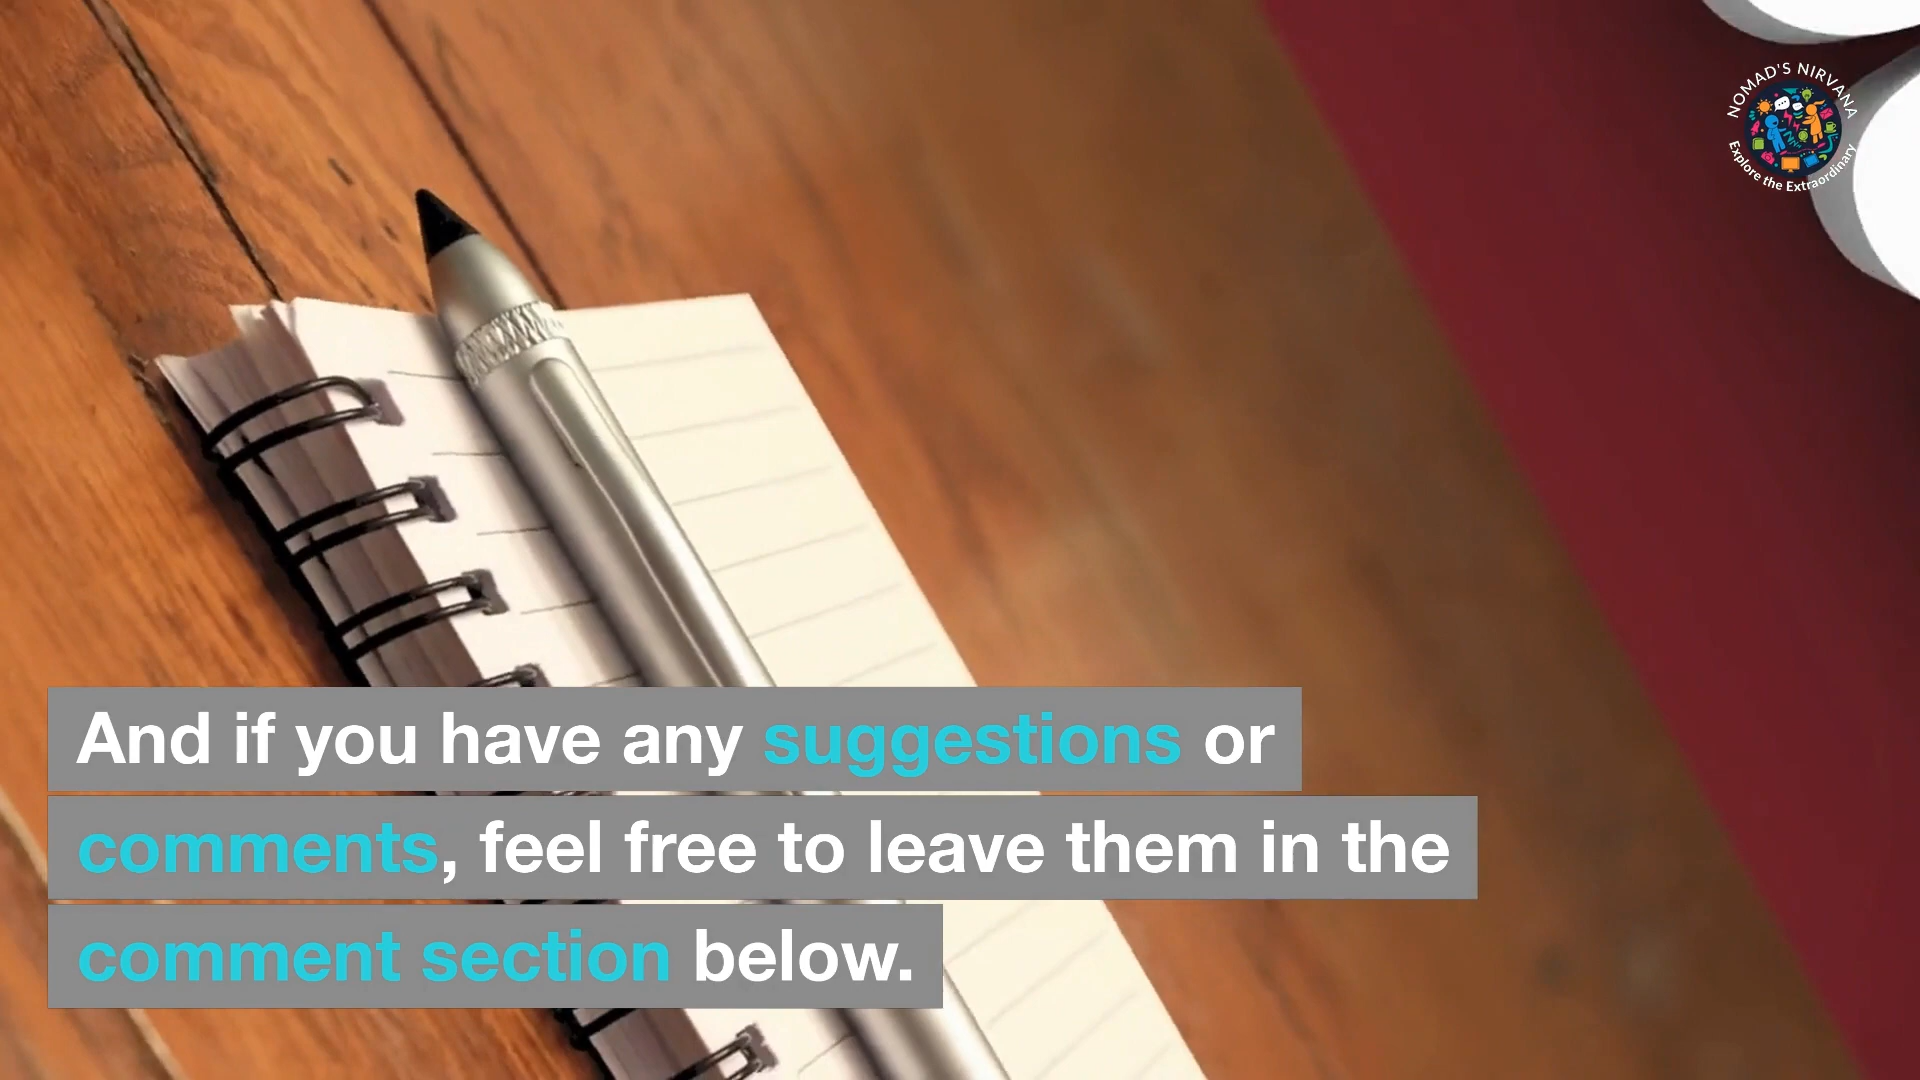 NOMAD'S NIRVANA
Explore the Extraordinary
And if you have any suggestions or
comments, feel free to leave them in the
comment section below.